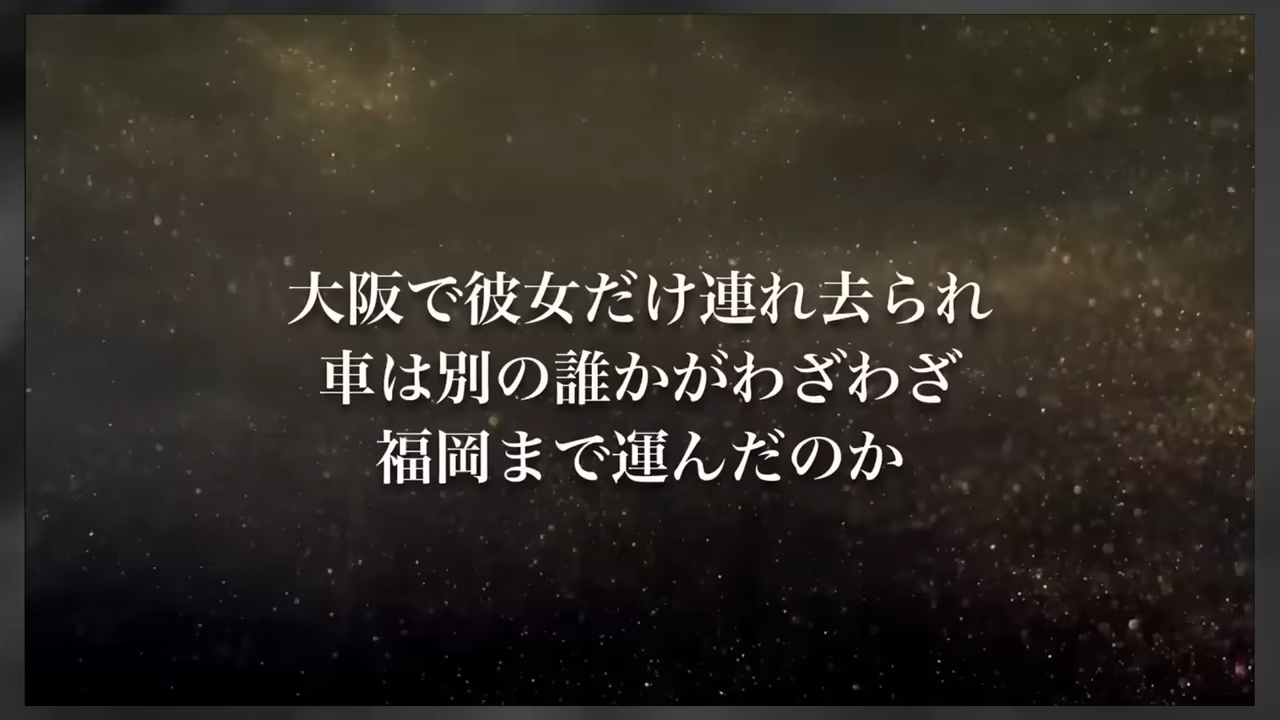 大阪で彼女だけ連れ去られ
車は別の誰かがわざわざ
福岡まで運んだのか